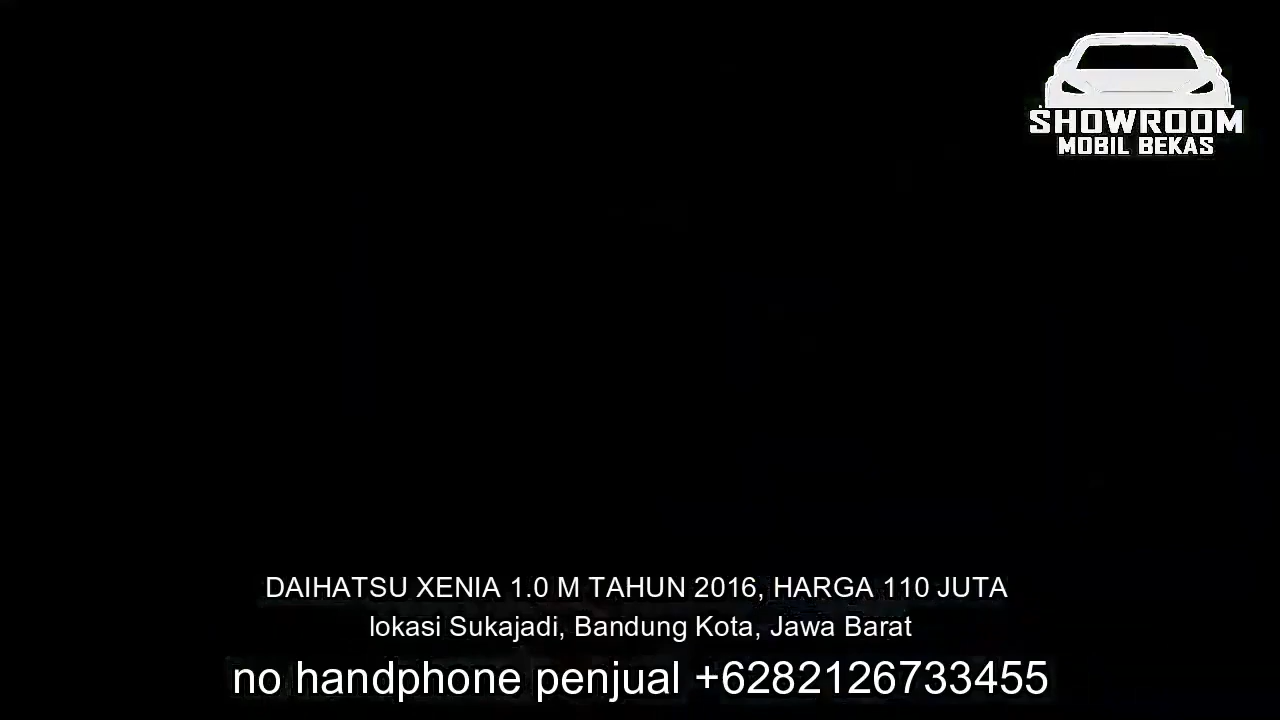 SHOWROOM
MOBIL BEKAS
DAIHATSU XENIA 1.0 M TAHUN 2016, HARGA 110 JUTA
lokasi Sukajadi, Bandung Kota, Jawa Barat
no handphone penjual +6282126733455